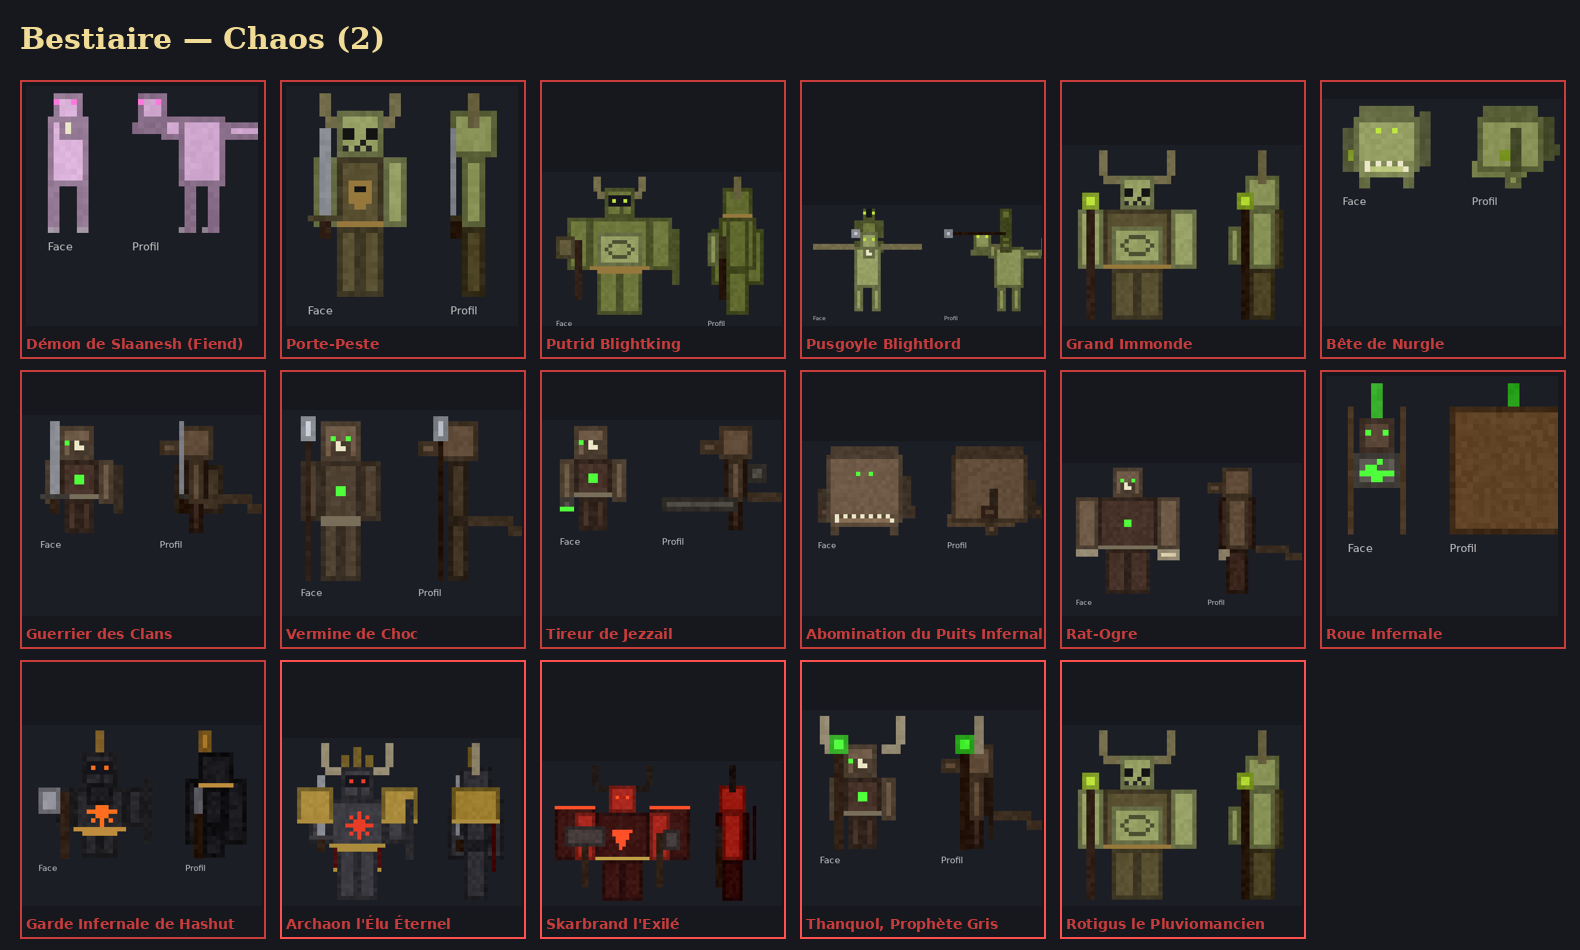 Bestiaire — Chaos (2)
Face Profil
Démon de Slaanesh (Fiend)
Face Profil
Porte-Peste
Face Profil
Putrid Blightking
Face Profil
Pusgoyle Blightlord
Grand Immonde
Face Profil
Bête de Nurgle
Face Profil
Guerrier des Clans
Face Profil
Vermine de Choc
Face Profil
Tireur de Jezzail
Face Profil
Abomination du Puits Infernal
Face Profil
Rat-Ogre
Face Profil
Roue Infernale
Face Profil
Garde Infernale de Hashut
Archaon l'Élu Éternel
Skarbrand l'Exilé
Face Profil
Thanquol, Prophète Gris
Rotigus le Pluviomancien